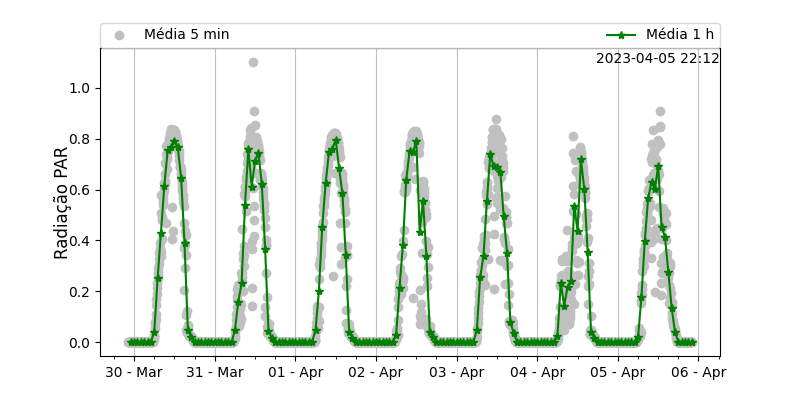 Média 5 min
Média 1 h
2023-04-05 22:12
Radiação PAR
1.0
0.8
0.6
0.4
0.2
0.0
30 - Mar
31 - Mar
01 - Apr
02 - Apr
03 - Apr
04 - Apr
05 - Apr
06 - Apr